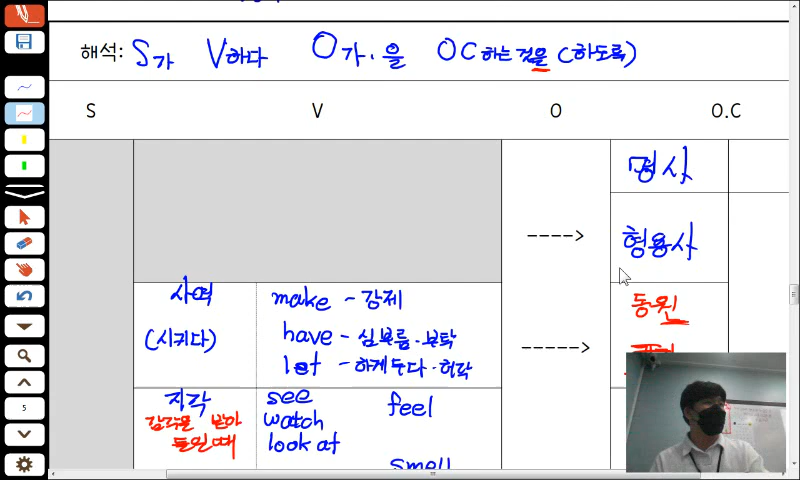 해석: S가 V하다 O가·을 OC하는 것을 (하도록)
S V O O.C
명사
----> 형용사
사역 make - 강제 동원
(시키다) have - 심부름·부탁
let - 하게 두다·허락 ---->
지각 see feel
감각을 받아 watch
들일 때 look at
smell
5